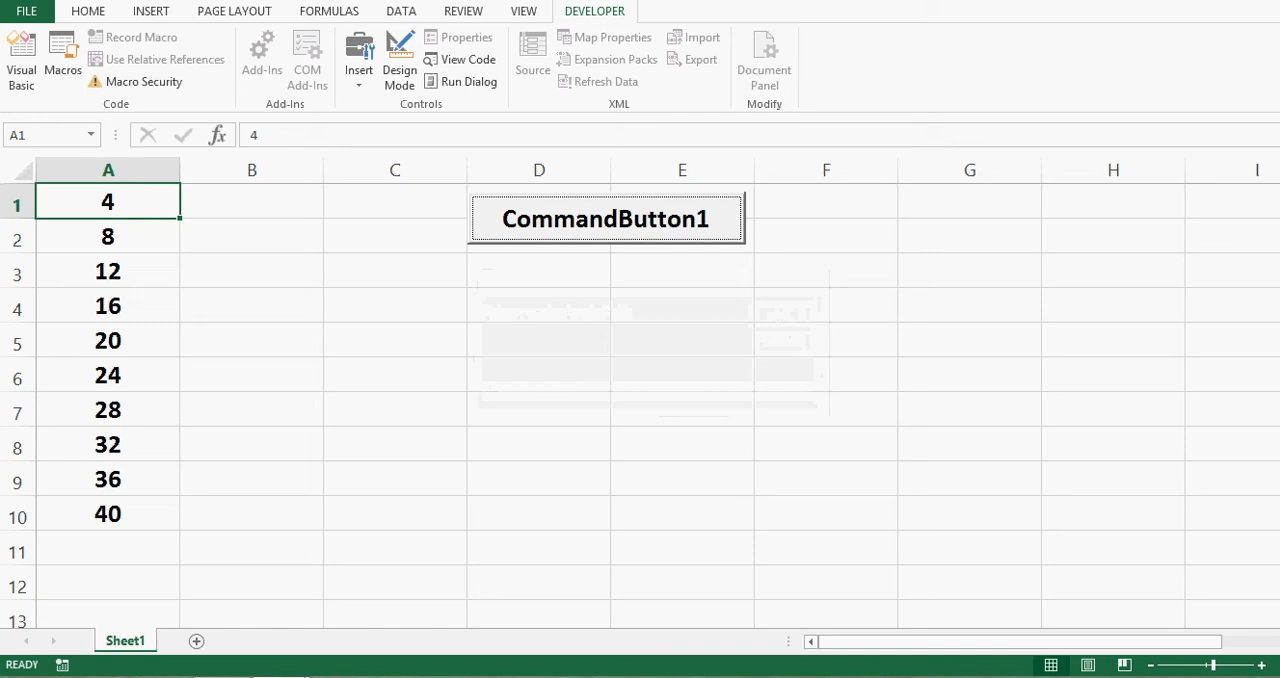 FILE HOME INSERT PAGE LAYOUT FORMULAS DATA REVIEW VIEW DEVELOPER
Visual Basic
Macros
Record Macro
Use Relative References
Macro Security
Code
Add-Ins
COM Add-Ins
Add-Ins
Insert
Design Mode
Properties
View Code
Run Dialog
Controls
Source
Map Properties
Expansion Packs
Refresh Data
Import
Export
XML
Document Panel
Modify
A1 fx 4
A B C D E F G H I
1 4 CommandButton1
2 8
3 12
4 16
5 20
6 24
7 28
8 32
9 36
10 40
11
12
13
Sheet1
READY